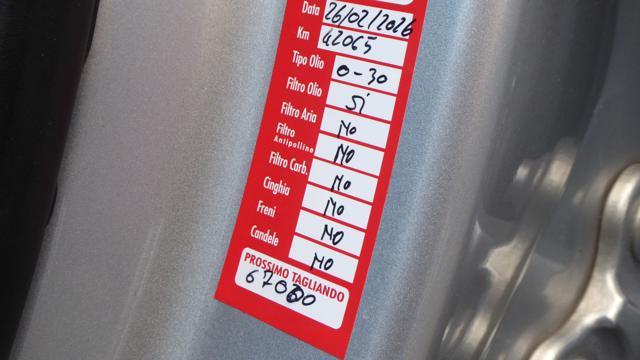 Data 26/02/2026
Km 42065
Tipo Olio 0-30
Filtro Olio Sì
Filtro Aria NO
Filtro Antipolline NO
Filtro Carb. NO
Cinghia NO
Freni NO
Candele NO
PROSSIMO TAGLIANDO
67000